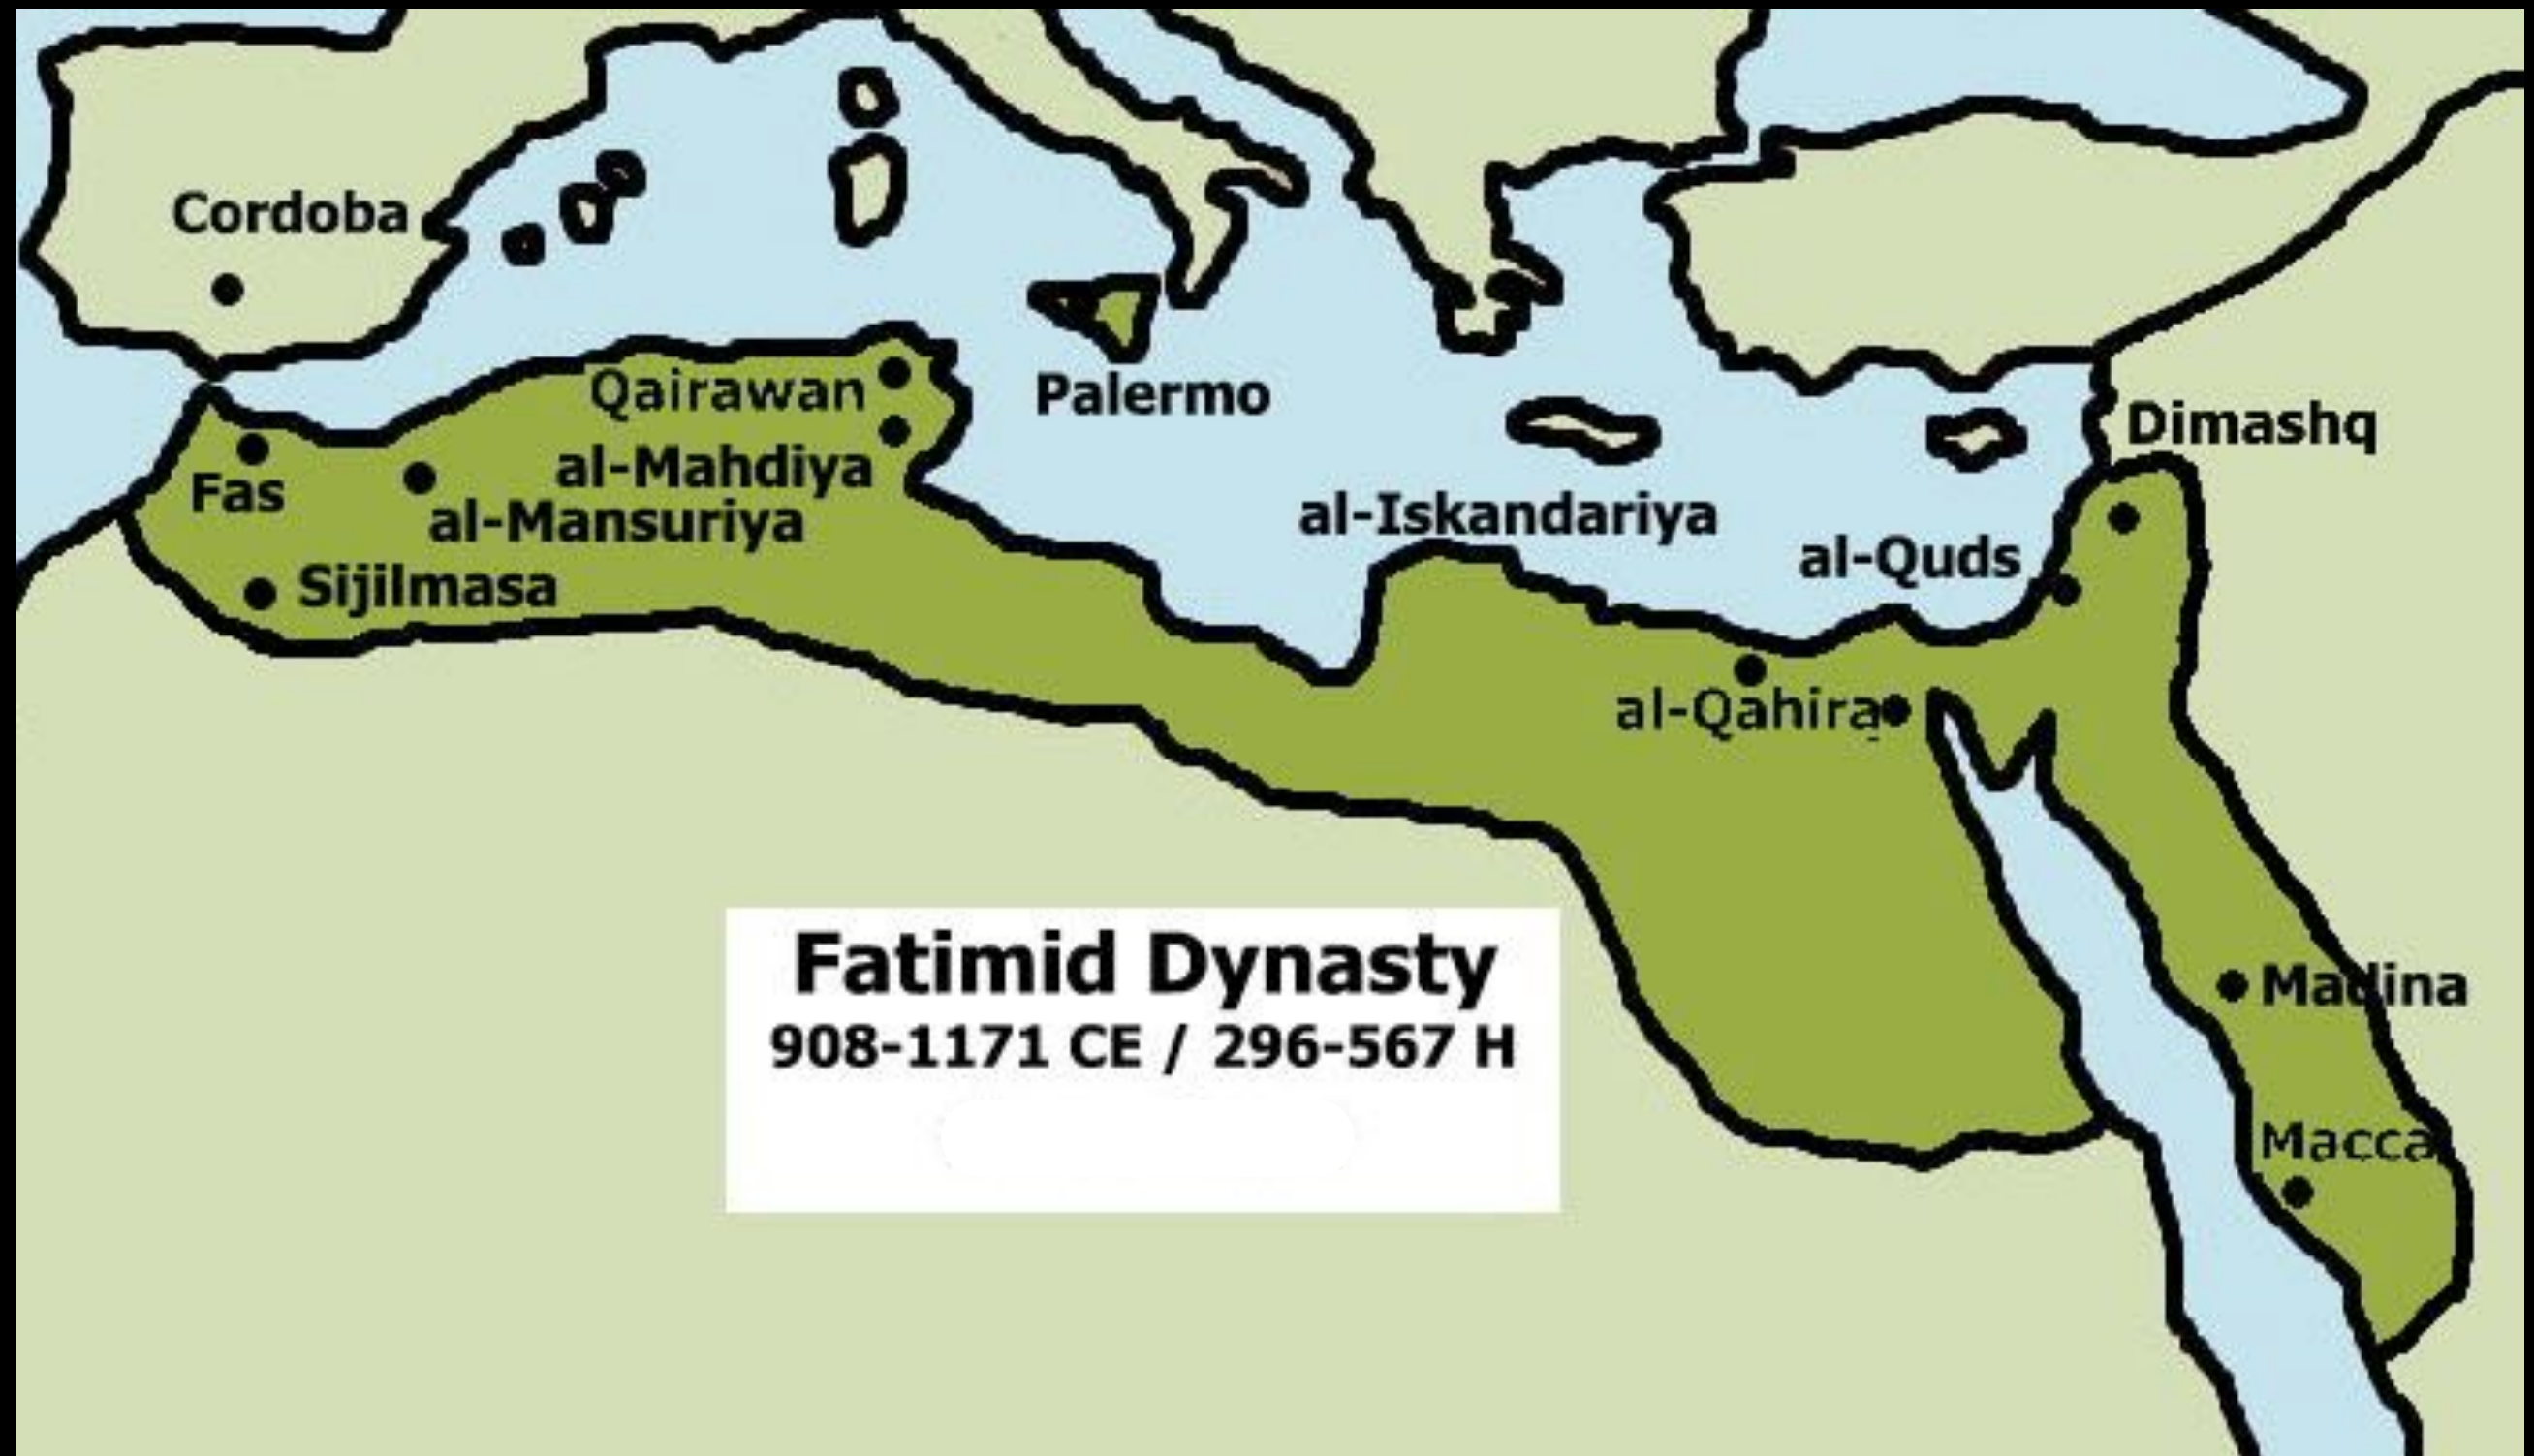 Cordoba
Qairawan
Palermo
Dimashq
al-Mahdiya
Fas
al-Mansuriya
al-Iskandariya
al-Quds
Sijilmasa
al-Qahira
Fatimid Dynasty
908-1171 CE / 296-567 H
Madina
Macca